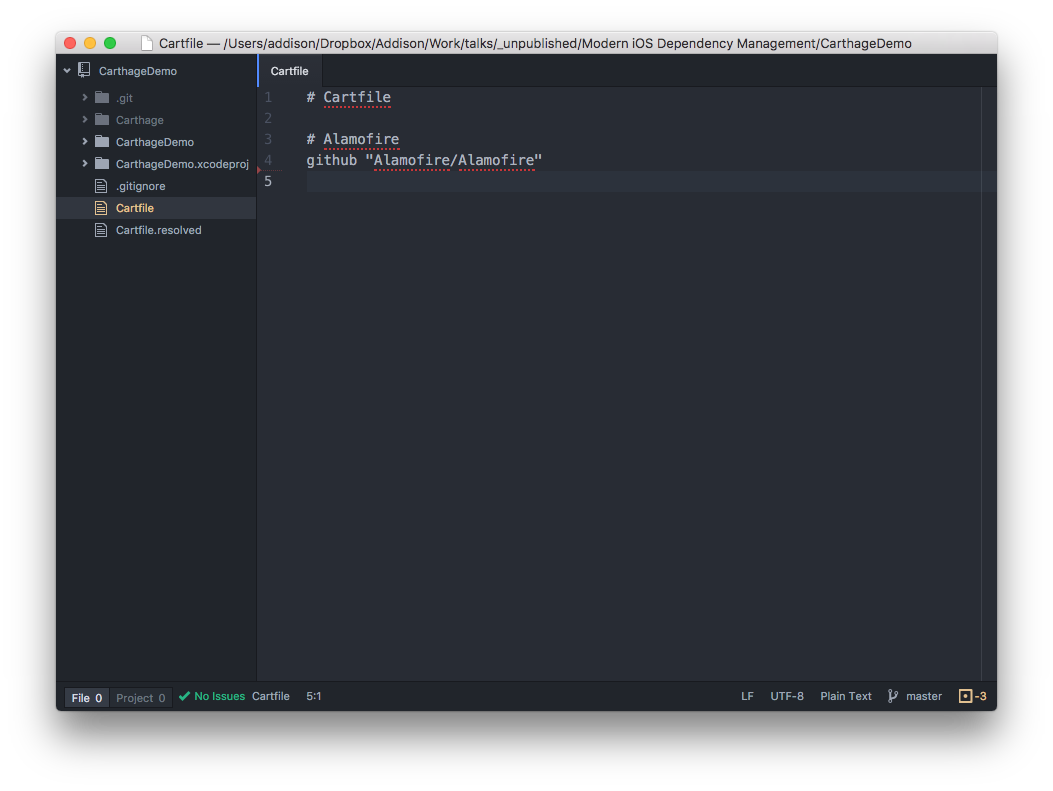 Cartfile — /Users/addison/Dropbox/Addison/Work/talks/_unpublished/Modern iOS Dependency Management/CarthageDemo
CarthageDemo
.git
Carthage
CarthageDemo
CarthageDemo.xcodeproj
.gitignore
Cartfile
Cartfile.resolved
Cartfile
1 # Cartfile
2
3 # Alamofire
4 github "Alamofire/Alamofire"
5
File 0 Project 0 No Issues Cartfile 5:1 LF UTF-8 Plain Text master -3